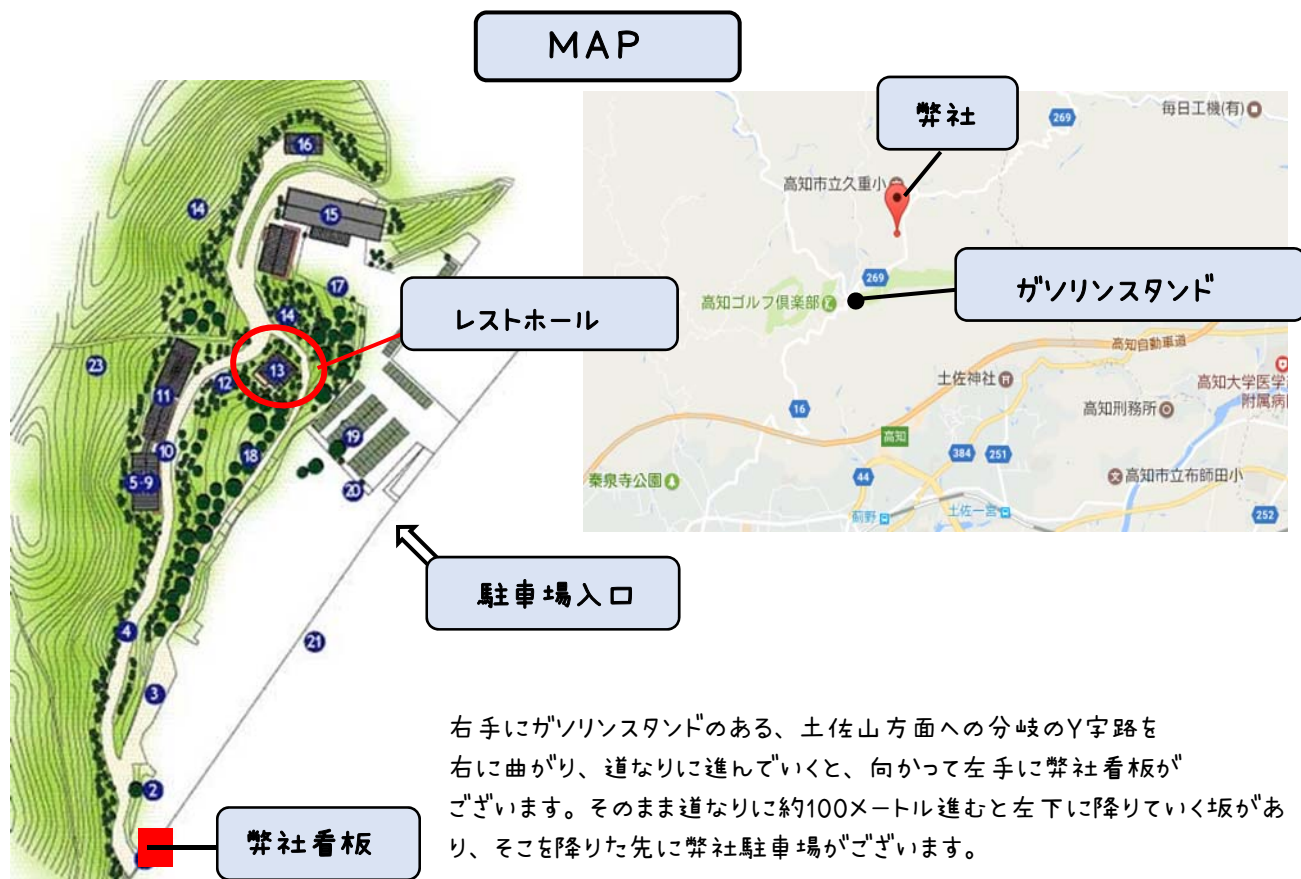 MAP
弊社
269
毎日工機(有)
高知市立久重小
269
高知ゴルフ倶楽部
ガソリンスタンド
高知自動車道
土佐神社
高知大学医学
附属病
高知刑務所
16
高知
384
251
高知市立布師田小
秦泉寺公園
44
薊野
土佐一宮
252
16
14
15
17
レストホール
14
23
13
12
11
19
10
18
5-9
20
駐車場入口
4
21
3
2
弊社看板
右手にガソリンスタンドのある、土佐山方面への分岐のY字路を
右に曲がり、道なりに進んでいくと、向かって左手に弊社看板が
ございます。そのまま道なりに約100メートル進むと左下に降りていく坂があ
り、そこを降りた先に弊社駐車場がございます。